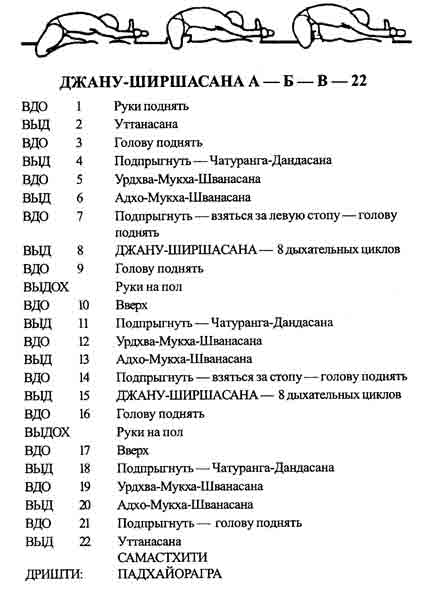 ДЖАНУ-ШИРШАСАНА А — Б — В — 22
ВДО 1 Руки поднять
ВЫД 2 Уттанасана
ВДО 3 Голову поднять
ВЫД 4 Подпрыгнуть — Чатуранга-Дандасана
ВДО 5 Урдхва-Мукха-Шванасана
ВЫД 6 Адхо-Мукха-Шванасана
ВДО 7 Подпрыгнуть — взяться за левую стопу — голову
поднять
ВЫД 8 ДЖАНУ-ШИРШАСАНА — 8 дыхательных циклов
ВДО 9 Голову поднять
ВЫДОХ Руки на пол
ВДО 10 Вверх
ВЫД 11 Подпрыгнуть — Чатуранга-Дандасана
ВДО 12 Урдхва-Мукха-Шванасана
ВЫД 13 Адхо-Мукха-Шванасана
ВДО 14 Подпрыгнуть — взяться за стопу — голову поднять
ВЫД 15 ДЖАНУ-ШИРШАСАНА — 8 дыхательных циклов
ВДО 16 Голову поднять
ВЫДОХ Руки на пол
ВДО 17 Вверх
ВЫД 18 Подпрыгнуть — Чатуранга-Дандасана
ВДО 19 Урдхва-Мукха-Шванасана
ВЫД 20 Адхо-Мукха-Шванасана
ВДО 21 Подпрыгнуть — голову поднять
ВЫД 22 Уттанасана
САМАСТХИТИ
ДРИШТИ: ПАДХАЙОРАГРА